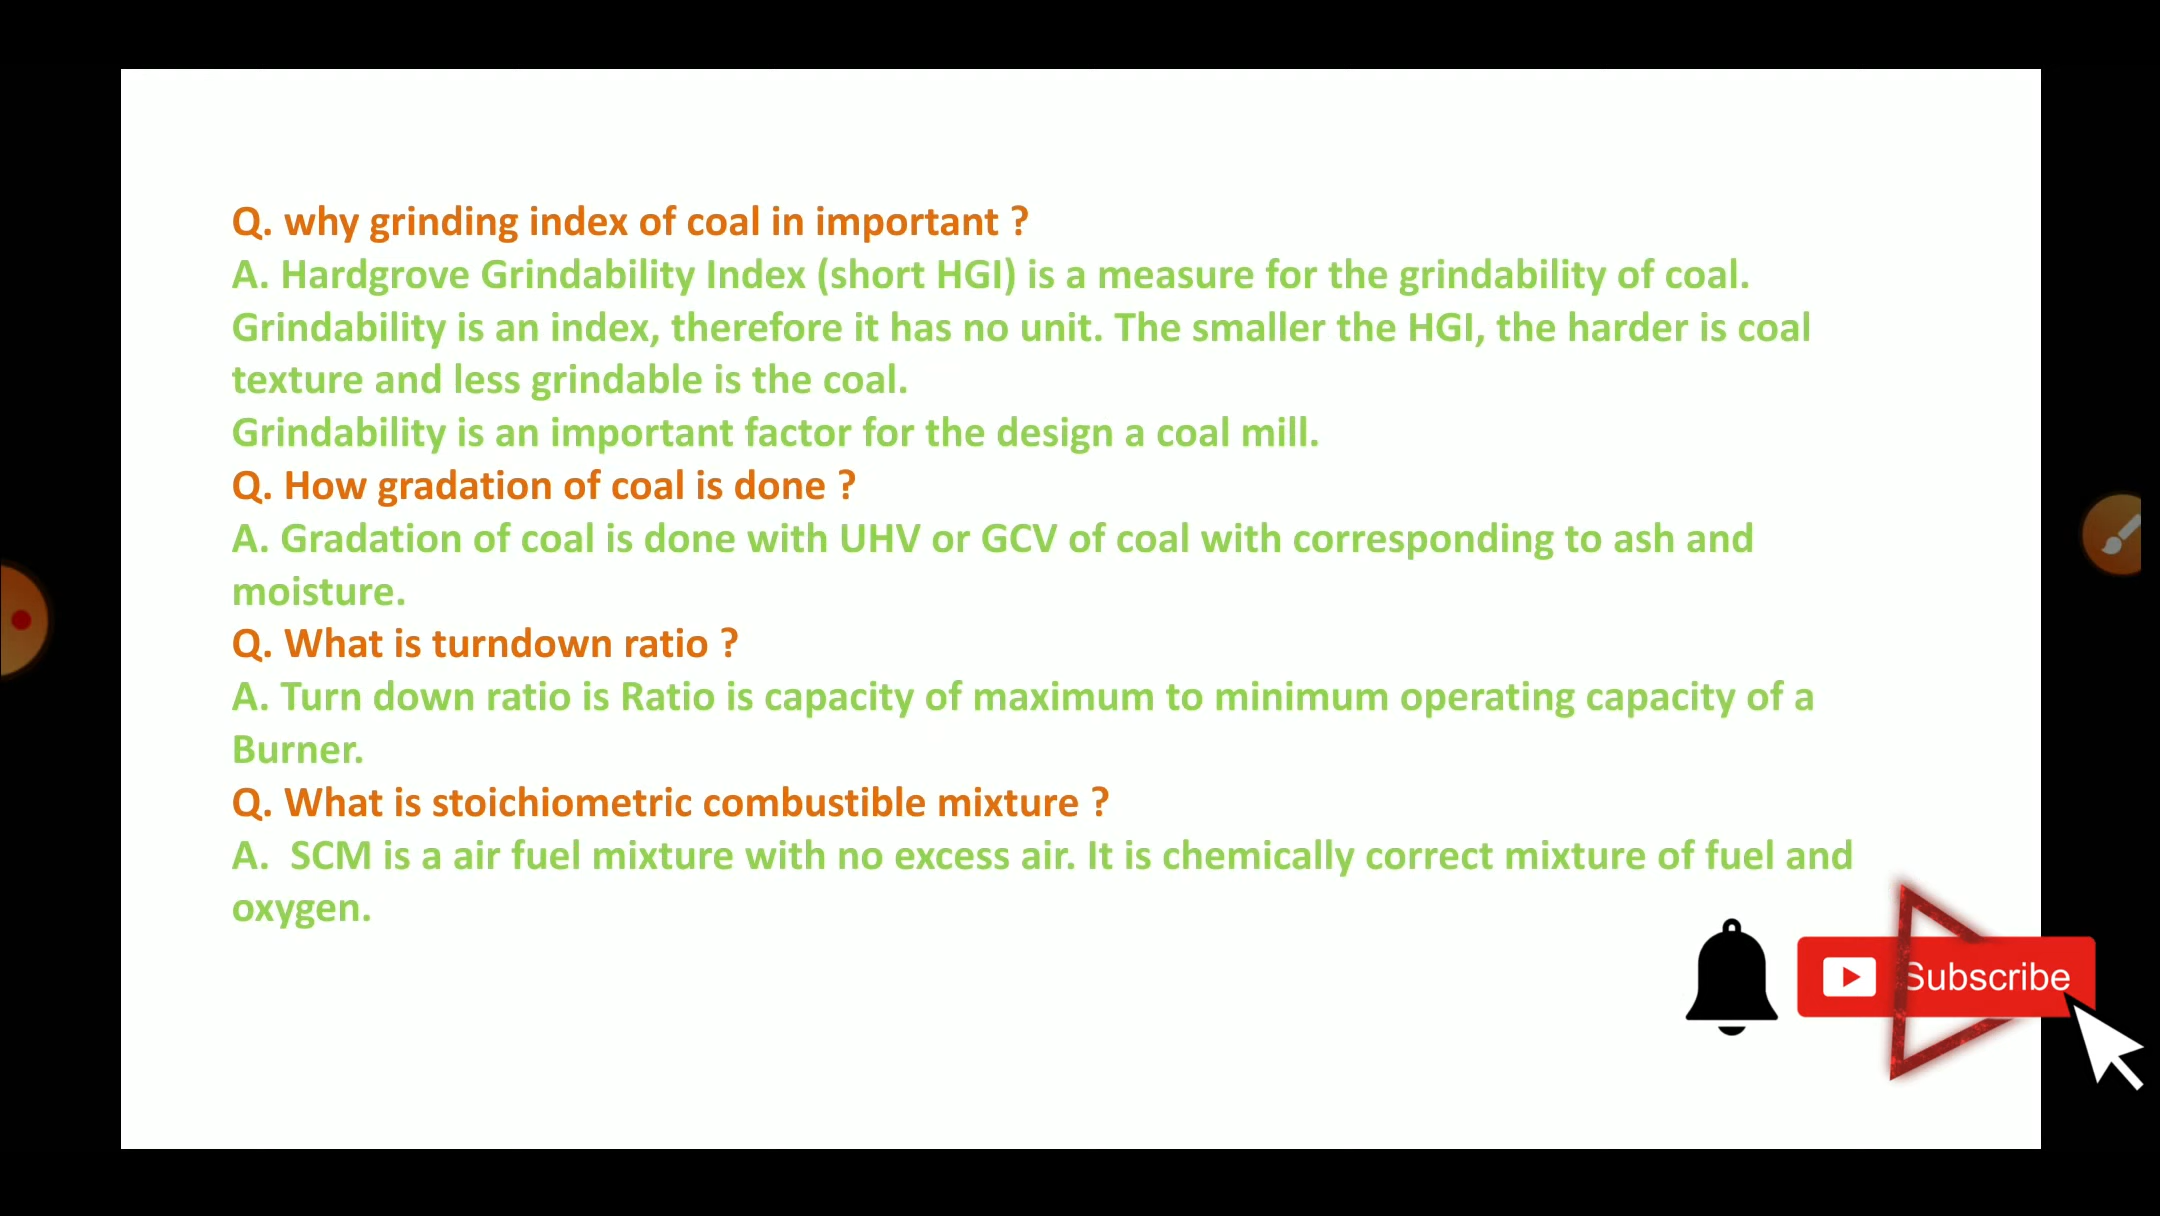 Q. why grinding index of coal in important ?
A. Hardgrove Grindability Index (short HGI) is a measure for the grindability of coal.
Grindability is an index, therefore it has no unit. The smaller the HGI, the harder is coal
texture and less grindable is the coal.
Grindability is an important factor for the design a coal mill.
Q. How gradation of coal is done ?
A. Gradation of coal is done with UHV or GCV of coal with corresponding to ash and
moisture.
Q. What is turndown ratio ?
A. Turn down ratio is Ratio is capacity of maximum to minimum operating capacity of a
Burner.
Q. What is stoichiometric combustible mixture ?
A.  SCM is a air fuel mixture with no excess air. It is chemically correct mixture of fuel and
oxygen.
Subscribe